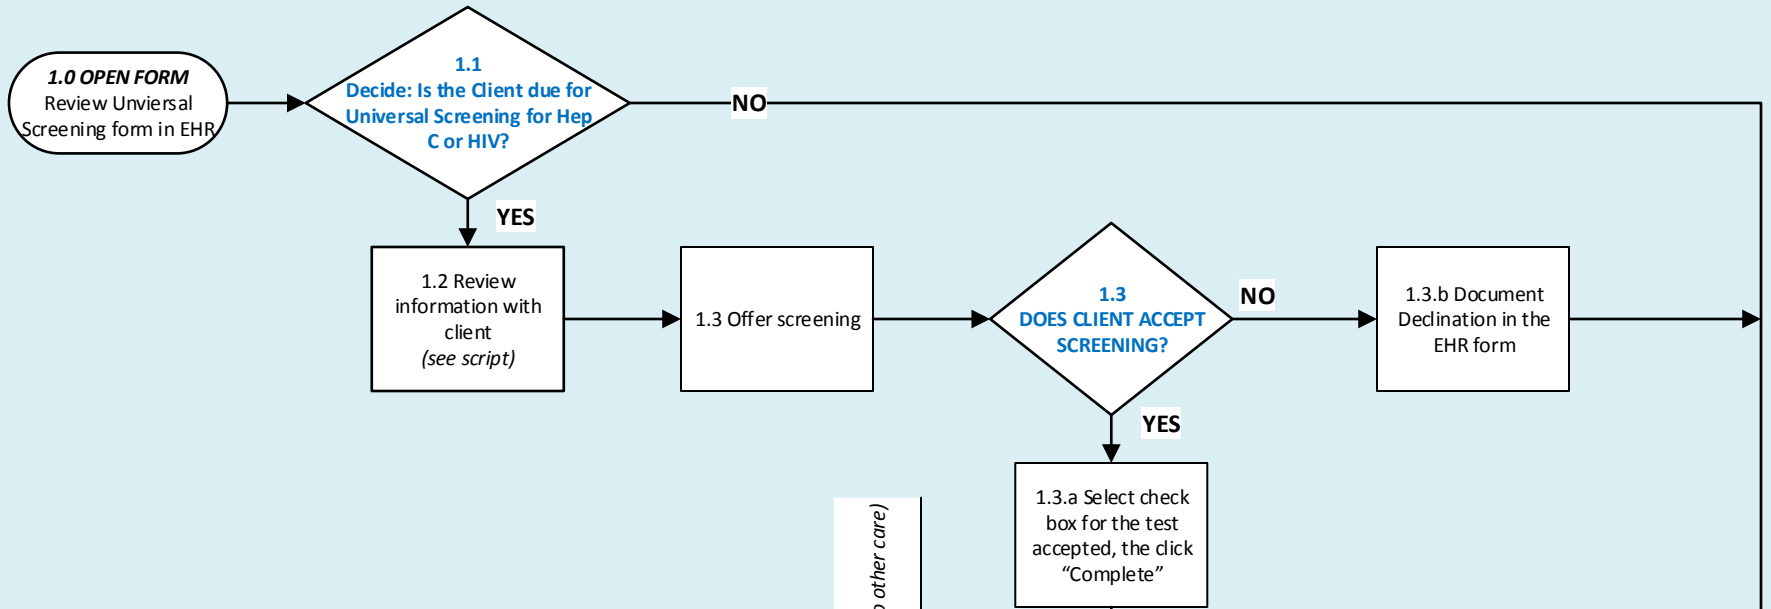 1.0 OPEN FORM
Review Unviersal
Screening form in EHR
1.1
Decide: Is the Client due for
Universal Screening for Hep
C or HIV?
NO
YES
1.2 Review
information with
client
(see script)
1.3 Offer screening
1.3
DOES CLIENT ACCEPT
SCREENING?
NO
1.3.b Document
Declination in the
EHR form
YES
1.3.a Select check
box for the test
accepted, the click
“Complete”
other care)